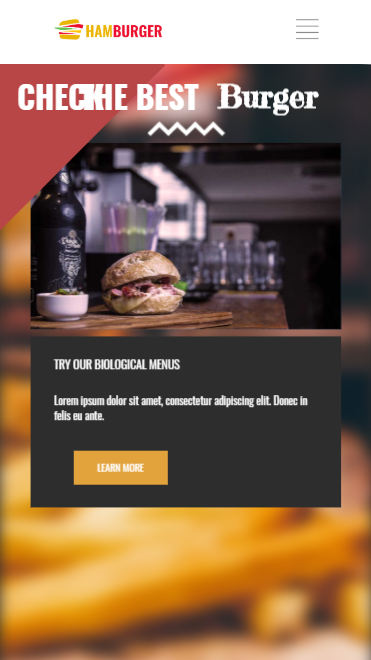 HAMBURGER
CHECK THE BEST Burger
TRY OUR BIOLOGICAL MENUS
Lorem ipsum dolor sit amet, consectetur adipiscing elit. Donec in
felis eu ante.
LEARN MORE